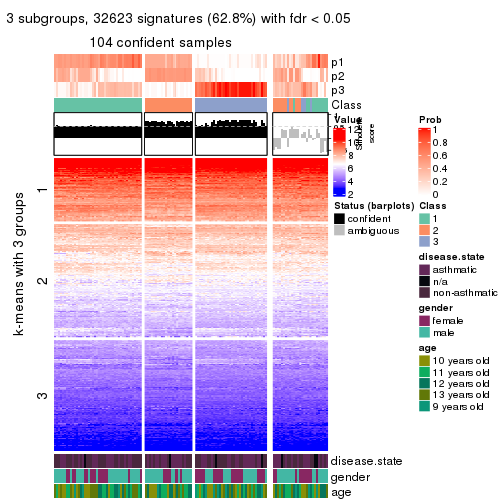 3 subgroups, 32623 signatures (62.8%) with fdr < 0.05
104 confident samples
p1
p2
p3
Class
Silhouette
score
k-means with 3 groups
1
2
3
disease.state
gender
age
Value
12
10
8
6
4
2
Status (barplots)
confident
ambiguous
Prob
1
0.8
0.6
0.4
0.2
0
Class
1
2
3
disease.state
asthmatic
n/a
non-asthmatic
gender
female
male
age
10 years old
11 years old
12 years old
13 years old
9 years old